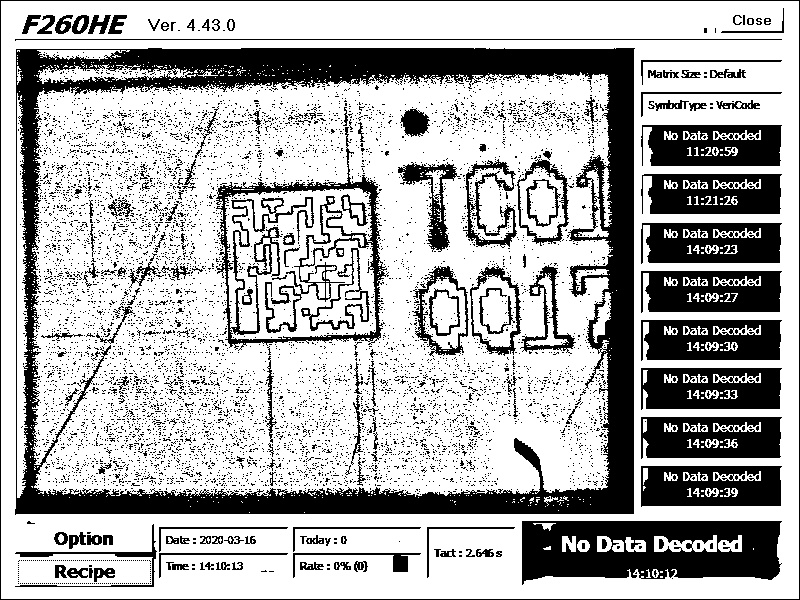 F260HE Ver. 4.43.0
Close
Matrix Size : Default
SymbolType : VeriCode
No Data Decoded
11:20:59
No Data Decoded
11:21:26
No Data Decoded
14:09:23
No Data Decoded
14:09:27
No Data Decoded
14:09:30
No Data Decoded
14:09:33
No Data Decoded
14:09:36
No Data Decoded
14:09:39
TC01
0017
Option
Recipe
Date : 2020-03-16
Time : 14:10:13
Today : 0
Rate : 0% (0)
Tact : 2.646 s
No Data Decoded
14:10:12